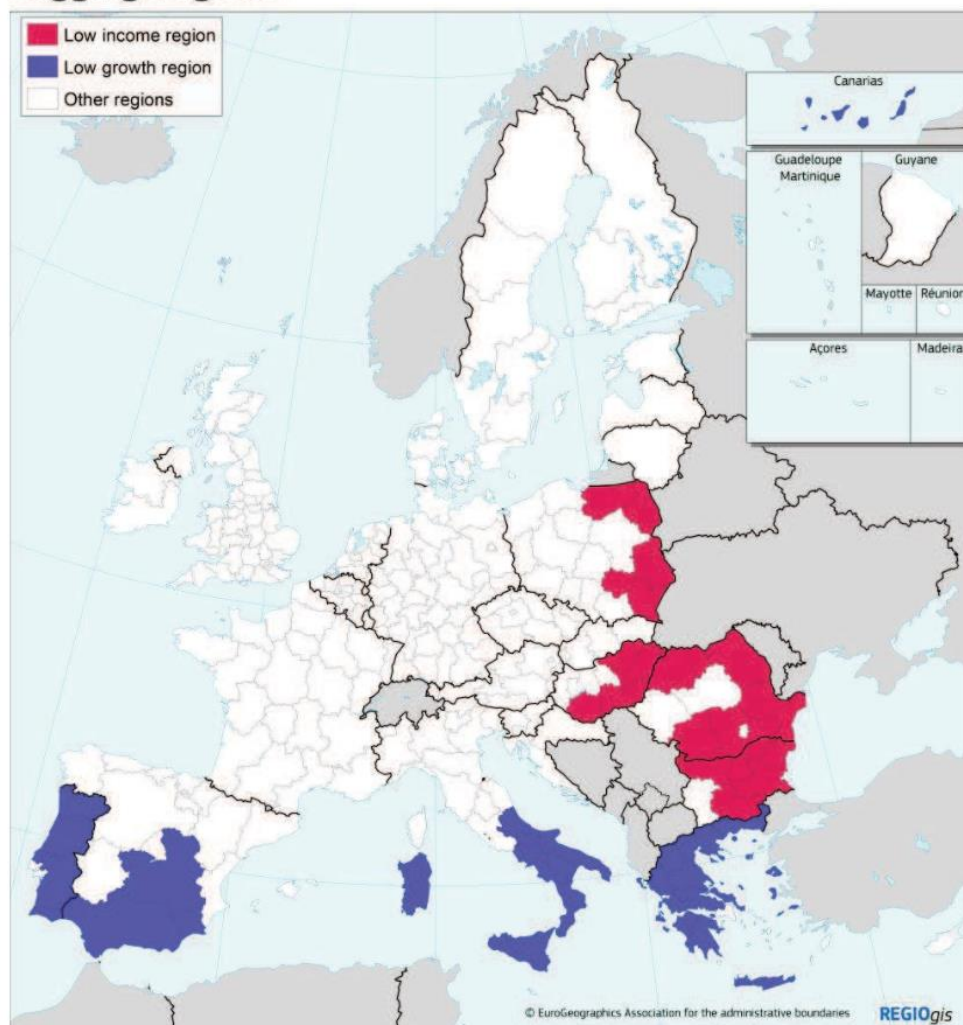 Low income region
Low growth region
Other regions
Canarias
Guadeloupe
Martinique
Guyane
Mayotte
Réunion
Açores
Madeira
© EuroGeographics Association for the administrative boundaries
REGIOgis